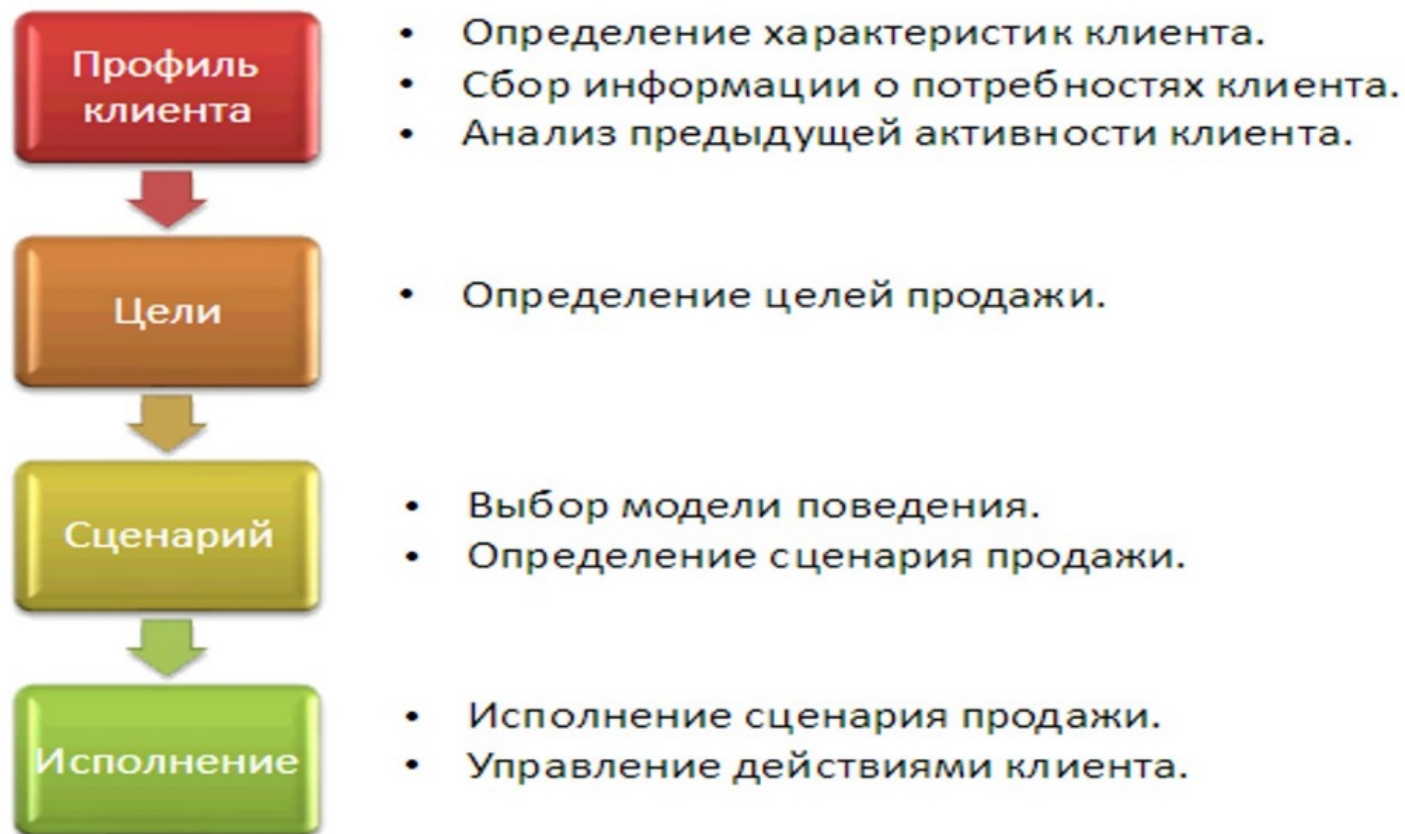 Профиль
клиента
• Определение характеристик клиента.
• Сбор информации о потребностях клиента.
• Анализ предыдущей активности клиента.
Цели
• Определение целей продажи.
Сценарий
• Выбор модели поведения.
• Определение сценария продажи.
Исполнение
• Исполнение сценария продажи.
• Управление действиями клиента.